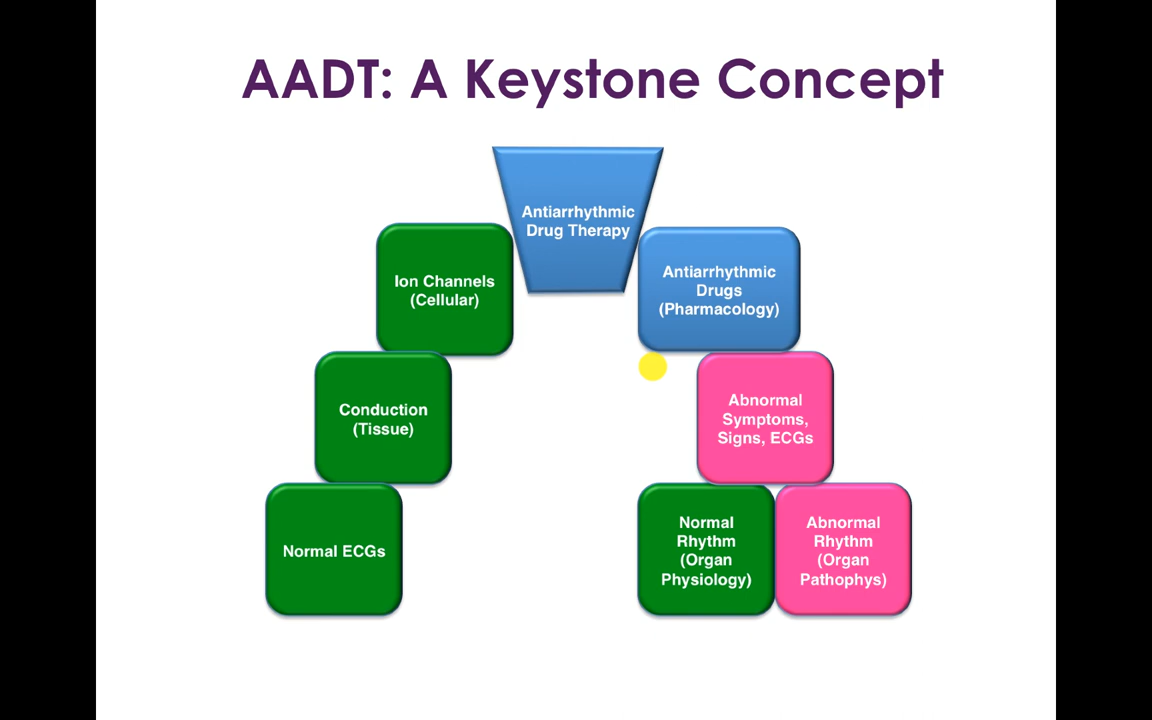 AADT: A Keystone Concept
Antiarrhythmic
Drug Therapy
Ion Channels
(Cellular)
Antiarrhythmic
Drugs
(Pharmacology)
Conduction
(Tissue)
Abnormal
Symptoms,
Signs, ECGs
Normal ECGs
Normal
Rhythm
(Organ
Physiology)
Abnormal
Rhythm
(Organ
Pathophys)